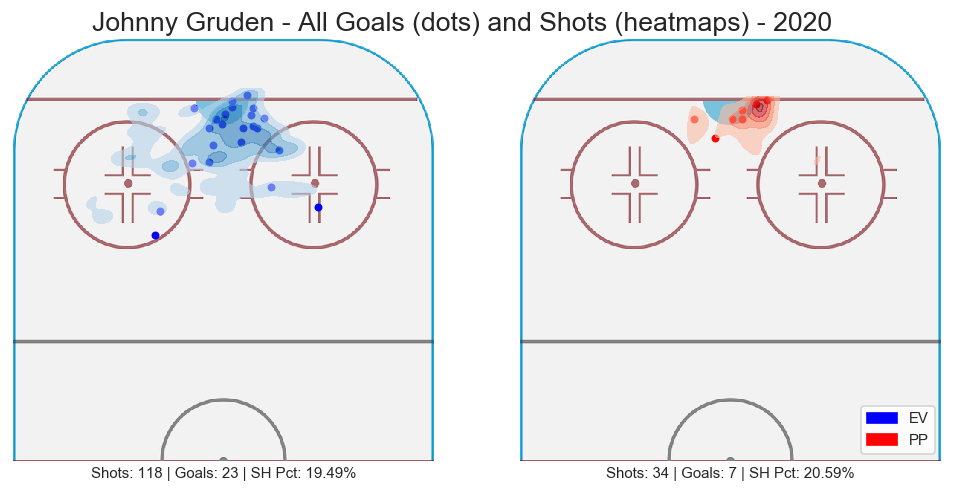 Johnny Gruden - All Goals (dots) and Shots (heatmaps) - 2020
EV
PP
Shots: 118 | Goals: 23 | SH Pct: 19.49%
Shots: 34 | Goals: 7 | SH Pct: 20.59%